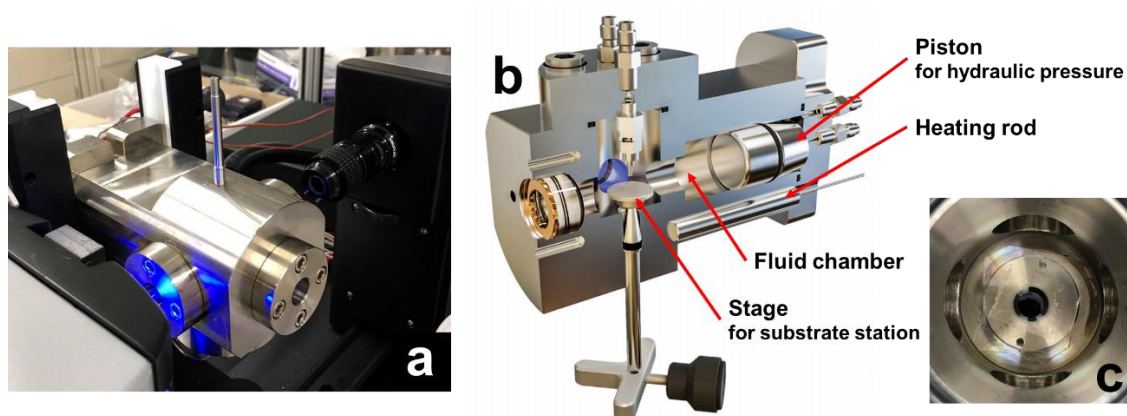 a
b
Piston
for hydraulic pressure
Heating rod
Fluid chamber
Stage
for substrate station
c